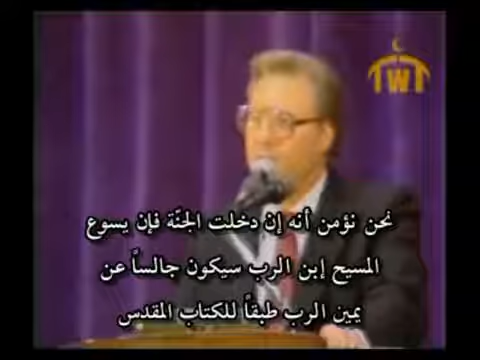 TWT
نحن نؤمن أنه إن دخلت الجنّة فإن يسوع
المسيح إبن الرب سيكون جالساً عن
يمين الرب طبقاً للكتاب المقدس